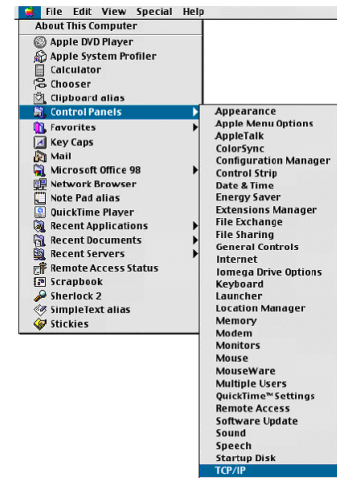 File Edit View Special Help
About This Computer
Apple DVD Player
Apple System Profiler
Calculator
Chooser
Clipboard alias
Control Panels
Favorites
Key Caps
Mail
Microsoft Office 98
Network Browser
Note Pad alias
QuickTime Player
Recent Applications
Recent Documents
Recent Servers
Remote Access Status
Scrapbook
Sherlock 2
SimpleText alias
Stickies
Appearance
Apple Menu Options
AppleTalk
ColorSync
Configuration Manager
Control Strip
Date & Time
Energy Saver
Extensions Manager
File Exchange
File Sharing
General Controls
Internet
Iomega Drive Options
Keyboard
Launcher
Location Manager
Memory
Modem
Monitors
Mouse
MouseWare
Multiple Users
QuickTime™ Settings
Remote Access
Software Update
Sound
Speech
Startup Disk
TCP/IP